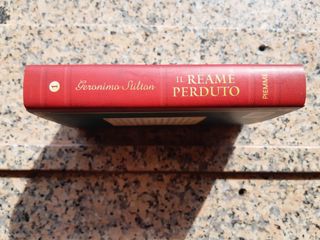 1
Geronimo Stilton
IL REAME
PERDUTO
PIEMME